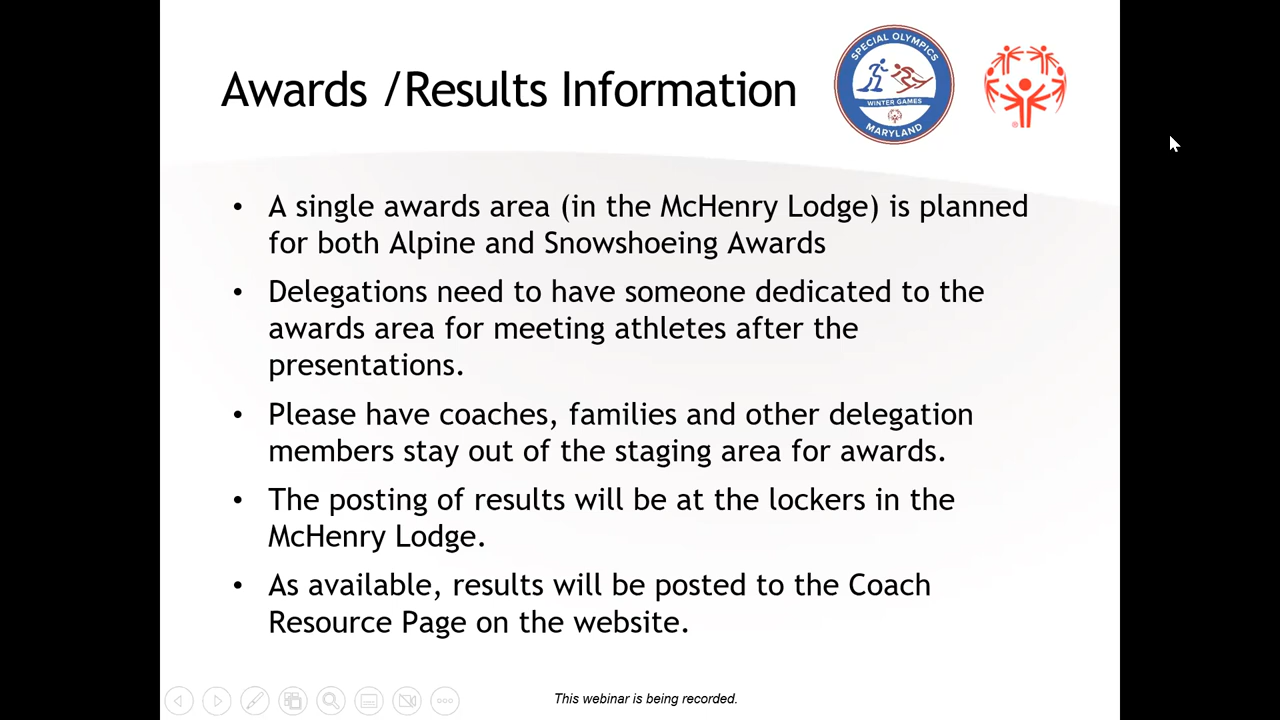 Awards /Results Information
SPECIAL OLYMPICS
WINTER GAMES
MARYLAND
®
• A single awards area (in the McHenry Lodge) is planned
for both Alpine and Snowshoeing Awards
• Delegations need to have someone dedicated to the
awards area for meeting athletes after the
presentations.
• Please have coaches, families and other delegation
members stay out of the staging area for awards.
• The posting of results will be at the lockers in the
McHenry Lodge.
• As available, results will be posted to the Coach
Resource Page on the website.
This webinar is being recorded.